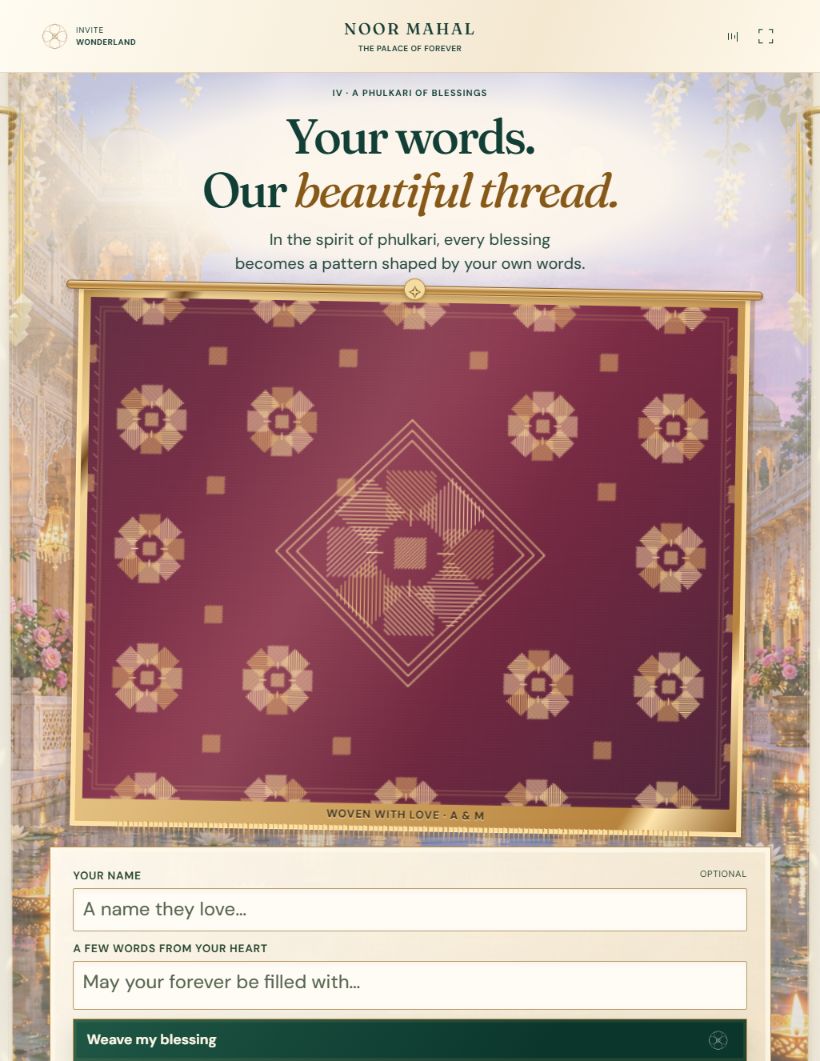 INVITE
WONDERLAND
NOOR MAHAL
THE PALACE OF FOREVER
IV · A PHULKARI OF BLESSINGS
Your words.
Our beautiful thread.
In the spirit of phulkari, every blessing
becomes a pattern shaped by your own words.
WOVEN WITH LOVE · A & M
YOUR NAME
OPTIONAL
A name they love…
A FEW WORDS FROM YOUR HEART
May your forever be filled with…
Weave my blessing